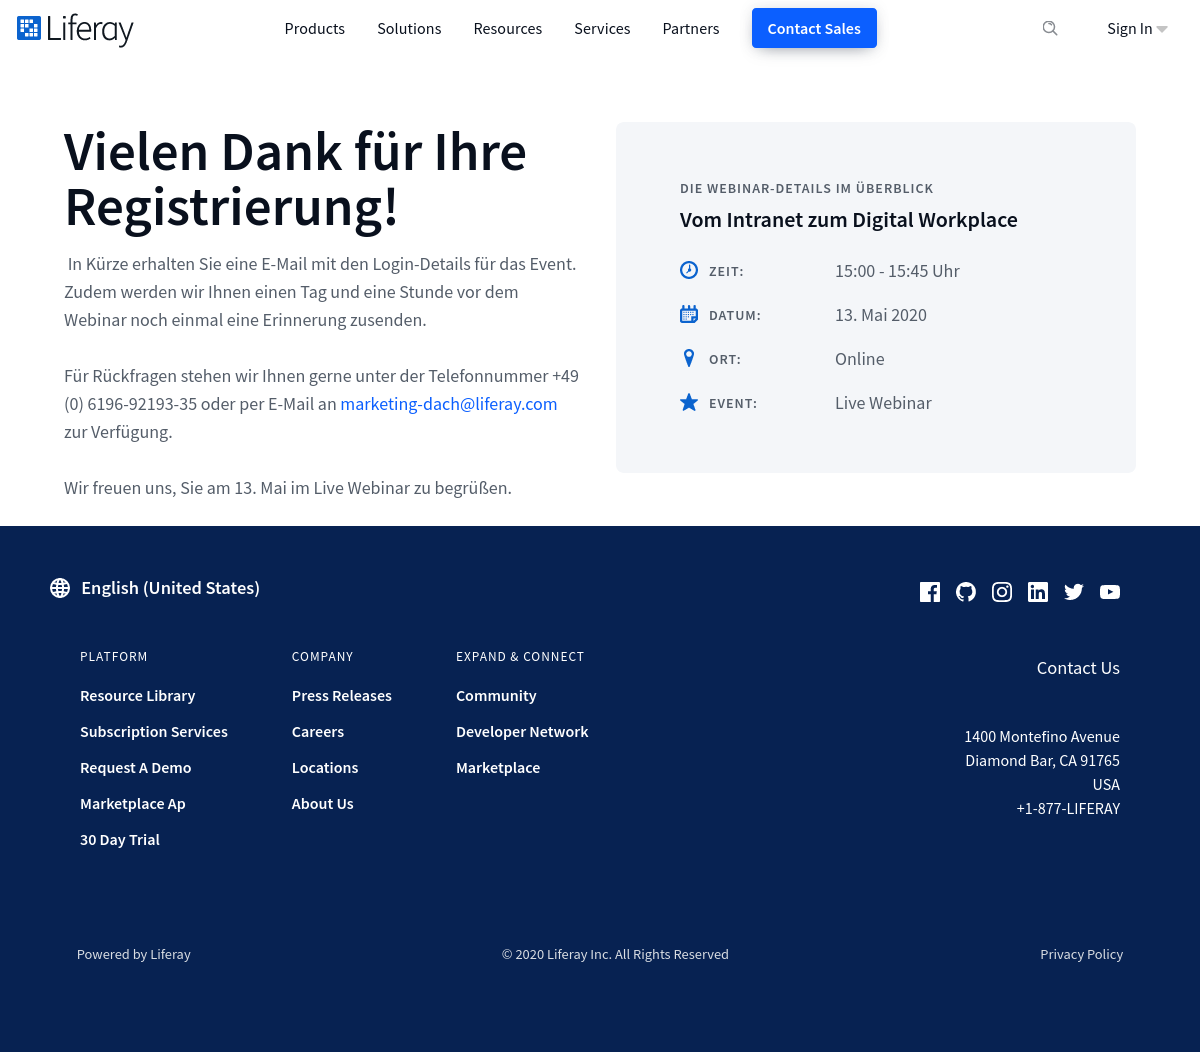 Liferay
Products
Solutions
Resources
Services
Partners
Contact Sales
Sign In
Vielen Dank für Ihre
Registrierung!
In Kürze erhalten Sie eine E-Mail mit den Login-Details für das Event.
Zudem werden wir Ihnen einen Tag und eine Stunde vor dem
Webinar noch einmal eine Erinnerung zusenden.
Für Rückfragen stehen wir Ihnen gerne unter der Telefonnummer +49
(0) 6196-92193-35 oder per E-Mail an marketing-dach@liferay.com
zur Verfügung.
Wir freuen uns, Sie am 13. Mai im Live Webinar zu begrüßen.
DIE WEBINAR-DETAILS IM ÜBERBLICK
Vom Intranet zum Digital Workplace
ZEIT: 15:00 - 15:45 Uhr
DATUM: 13. Mai 2020
ORT: Online
EVENT: Live Webinar
English (United States)
PLATFORM
Resource Library
Subscription Services
Request A Demo
Marketplace Ap
30 Day Trial
COMPANY
Press Releases
Careers
Locations
About Us
EXPAND & CONNECT
Community
Developer Network
Marketplace
Contact Us
1400 Montefino Avenue
Diamond Bar, CA 91765
USA
+1-877-LIFERAY
Powered by Liferay
© 2020 Liferay Inc. All Rights Reserved
Privacy Policy